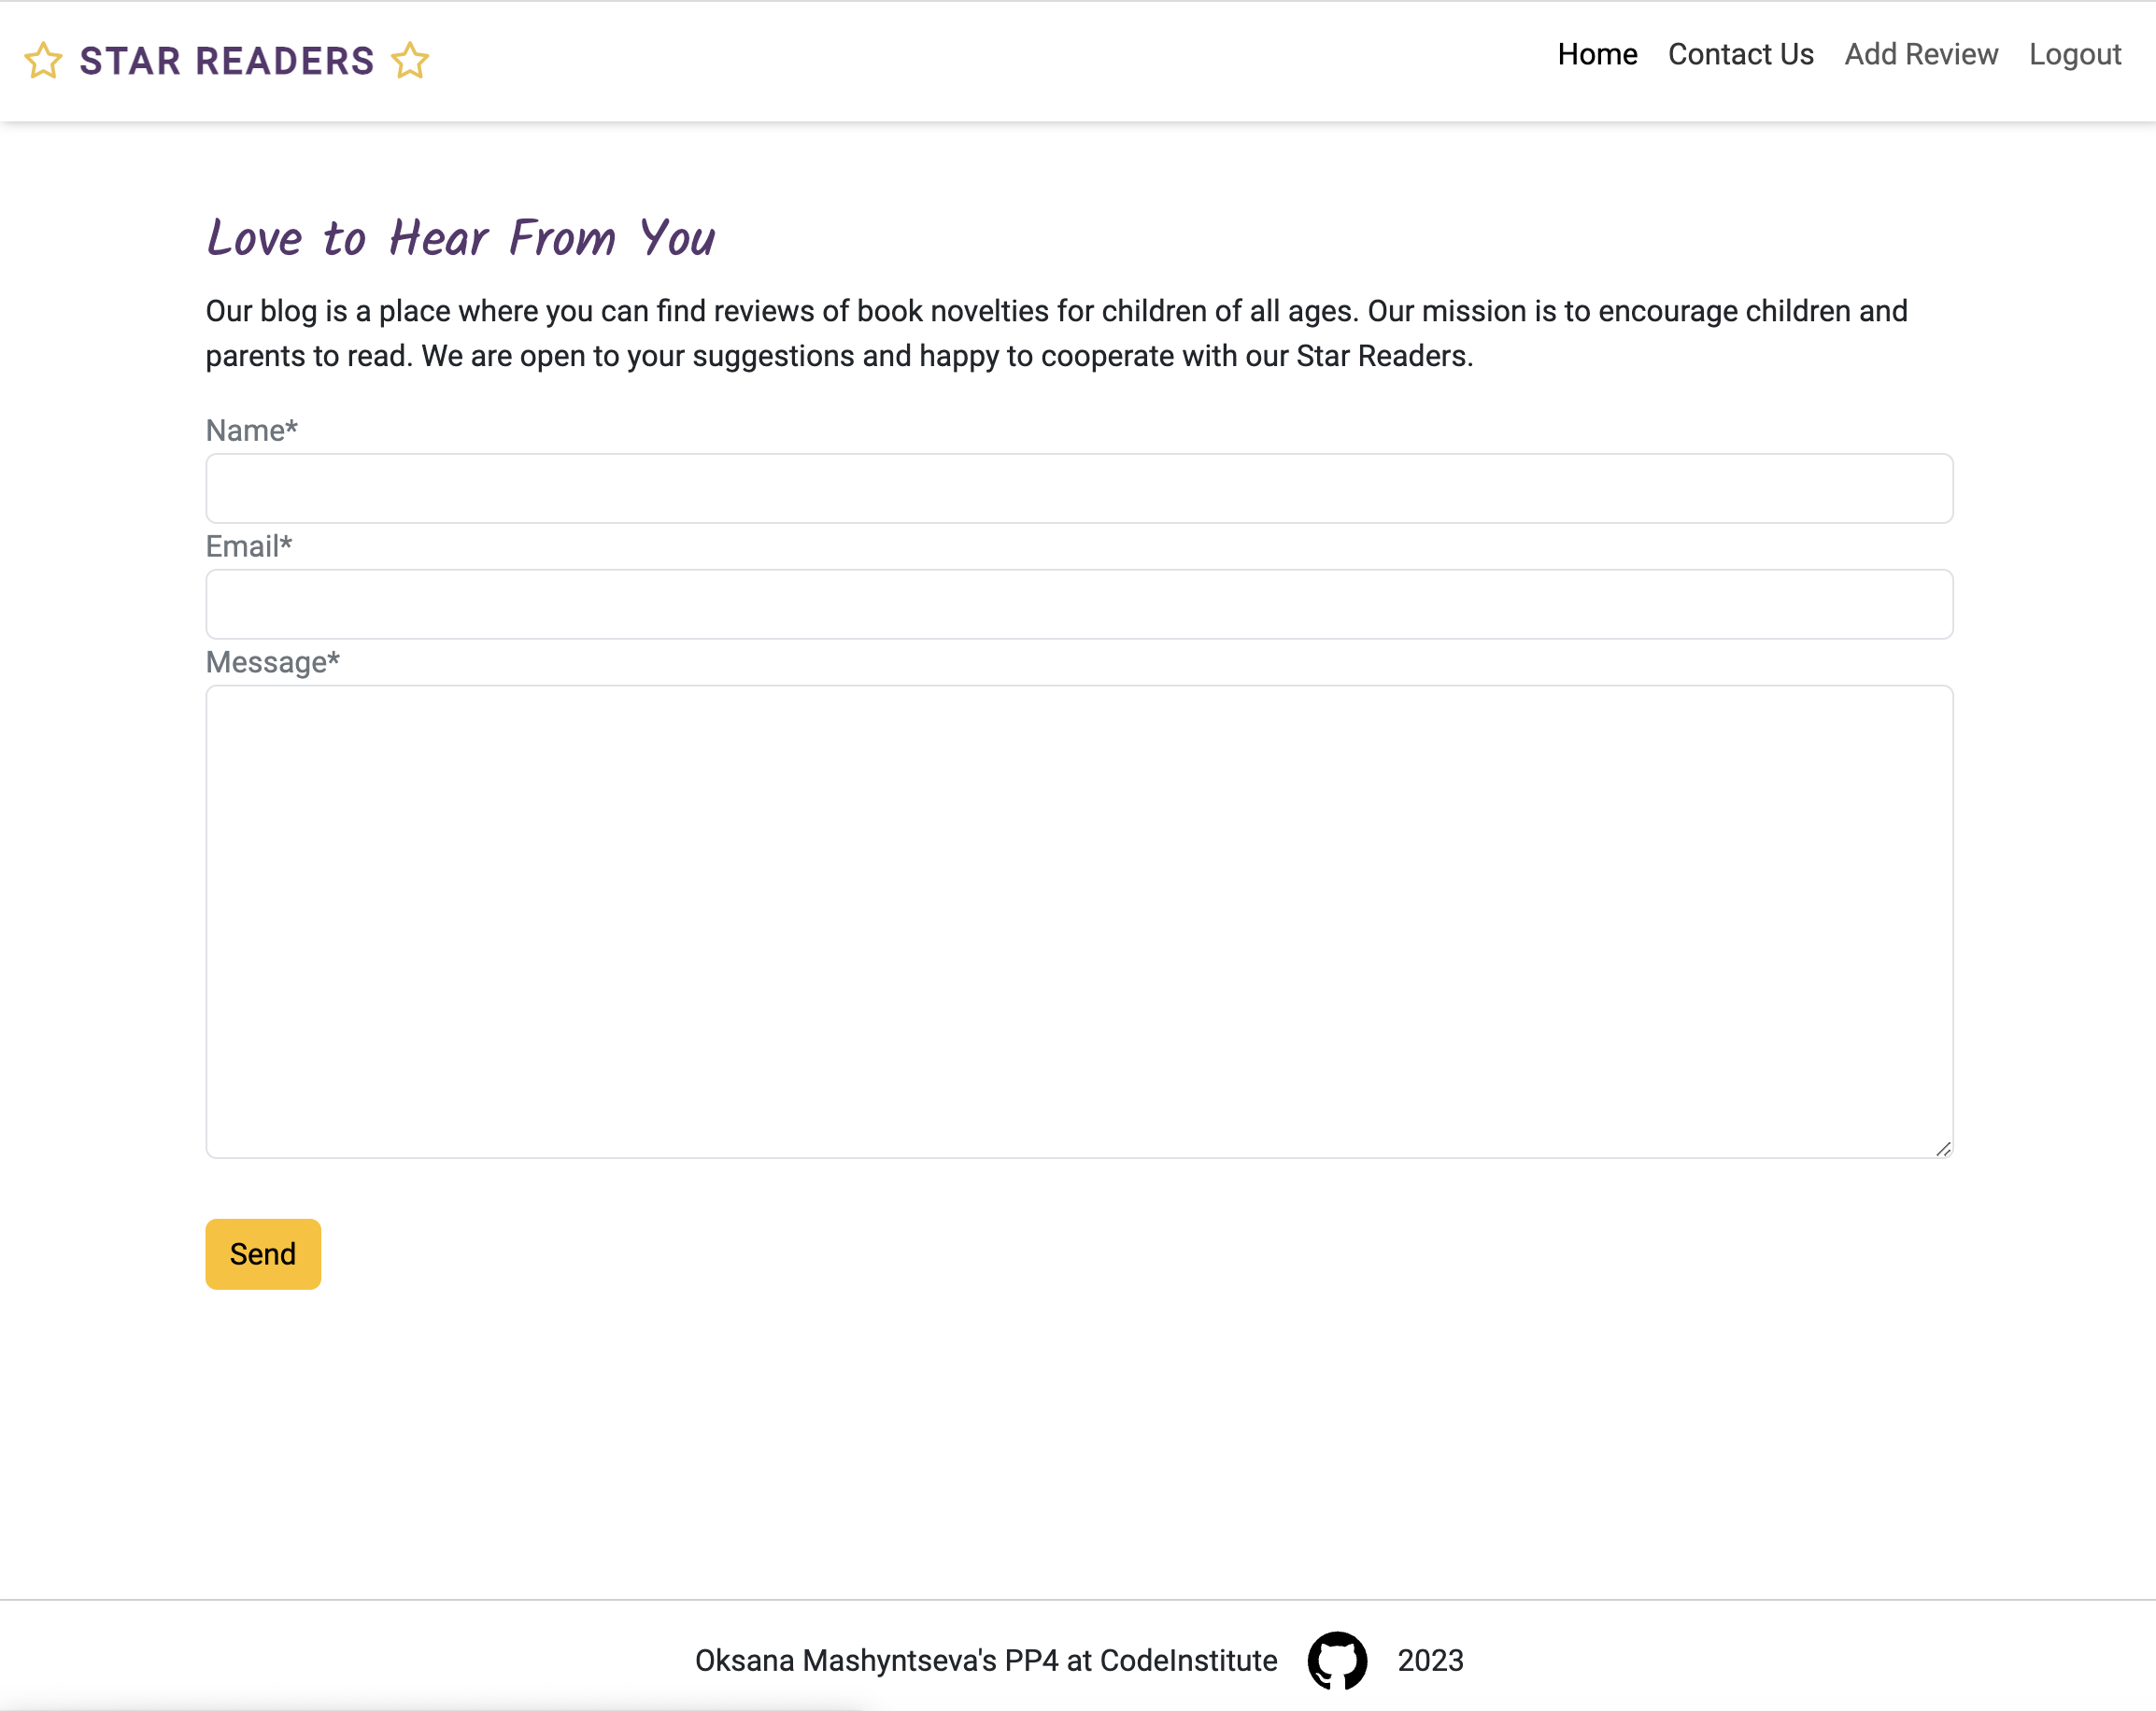 STAR READERS
Home Contact Us Add Review Logout
Love to Hear From You
Our blog is a place where you can find reviews of book novelties for children of all ages. Our mission is to encourage children and
parents to read. We are open to your suggestions and happy to cooperate with our Star Readers.
Name*
Email*
Message*
Send
Oksana Mashyntseva's PP4 at CodeInstitute 2023